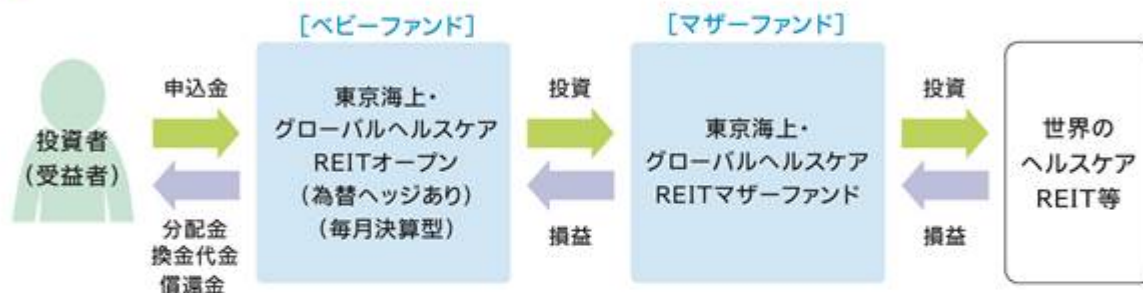 [ベビーファンド]
[マザーファンド]
投資者
(受益者)
申込金
分配金
換金代金
償還金
東京海上・
グローバルヘルスケア
REITオープン
(為替ヘッジあり)
(毎月決算型)
投資
損益
東京海上・
グローバルヘルスケア
REITマザーファンド
投資
損益
世界の
ヘルスケア
REIT等